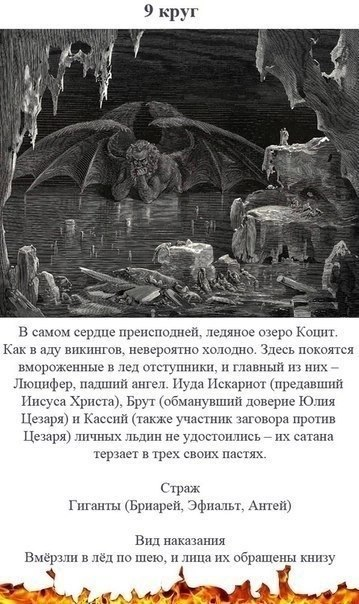 9 круг
В самом сердце преисподней, ледяное озеро Коцит.
Как в аду викингов, невероятно холодно. Здесь покоятся
вмороженные в лед отступники, и главный из них –
Люцифер, падший ангел. Иуда Искариот (предавший
Иисуса Христа), Брут (обманувший доверие Юлия
Цезаря) и Кассий (также участник заговора против
Цезаря) личных льдин не удостоились – их сатана
терзает в трех своих пастях.
Страж
Гиганты (Бриарей, Эфиальт, Антей)
Вид наказания
Вмёрзли в лёд по шею, и лица их обращены книзу